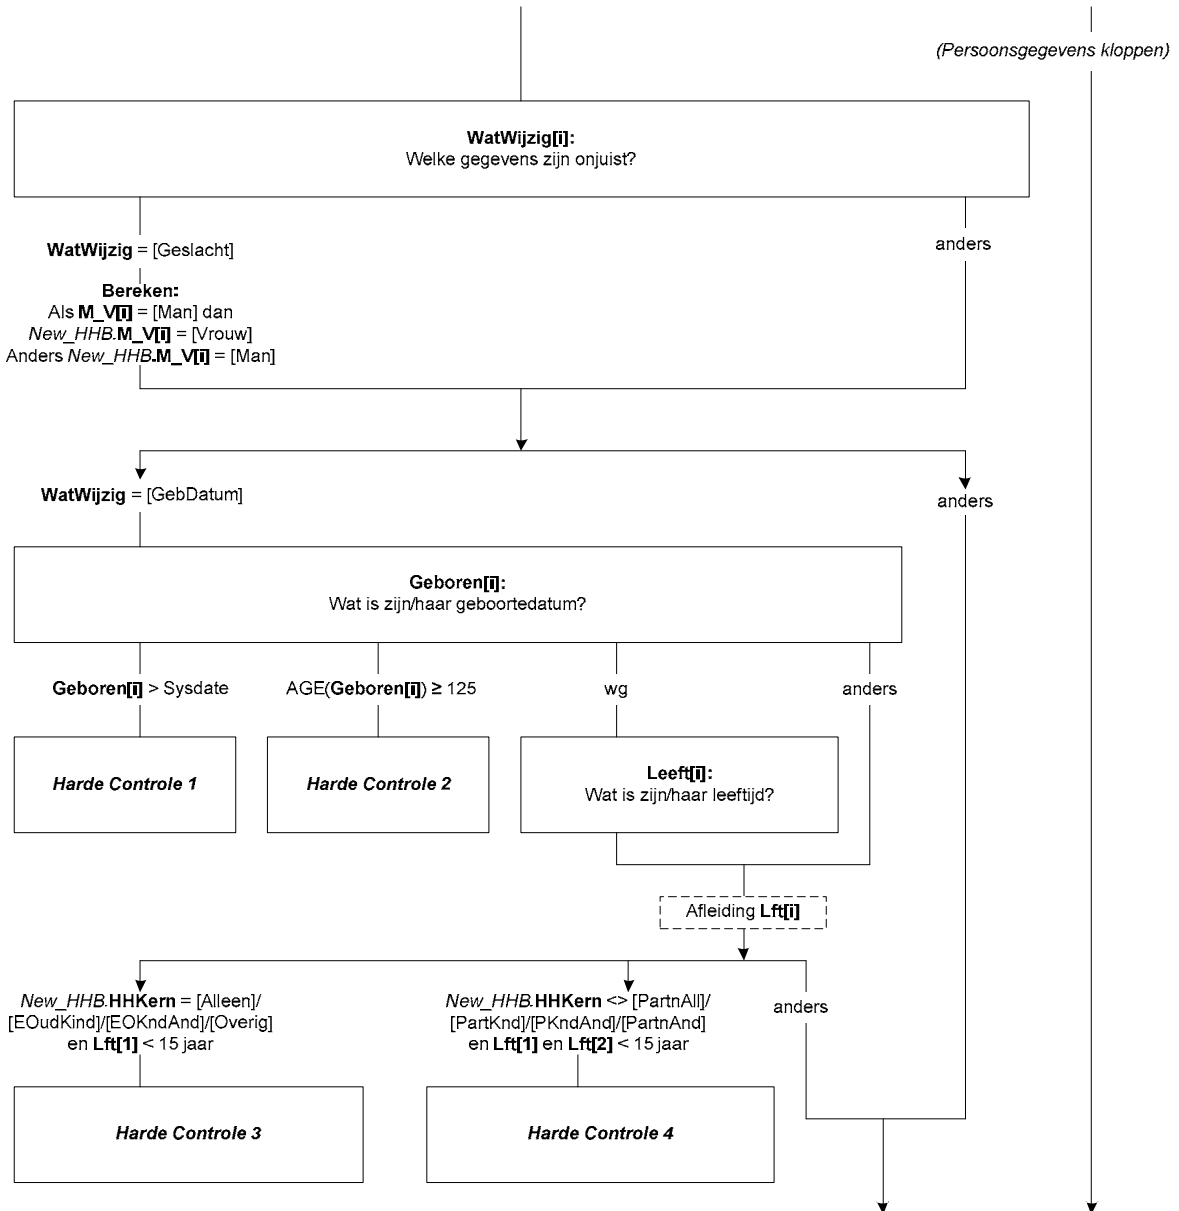 (Persoonsgegevens kloppen)
WatWijzig[i]:
Welke gegevens zijn onjuist?
WatWijzig = [Geslacht]
anders
Bereken:
Als M_V[i] = [Man] dan
New_HHB.M_V[i] = [Vrouw]
Anders New_HHB.M_V[i] = [Man]
WatWijzig = [GebDatum]
anders
Geboren[i]:
Wat is zijn/haar geboortedatum?
Geboren[i] > Sysdate
AGE(Geboren[i]) ≥ 125
wg
anders
Harde Controle 1
Harde Controle 2
Leeft[i]:
Wat is zijn/haar leeftijd?
Afleiding Lft[i]
New_HHB.HHKern = [Alleen]/
[EOudKind]/[EOKndAnd]/[Overig]
en Lft[1] < 15 jaar
New_HHB.HHKern <> [PartnAll]/
[PartKnd]/[PKndAnd]/[PartnAnd]
en Lft[1] en Lft[2] < 15 jaar
anders
Harde Controle 3
Harde Controle 4